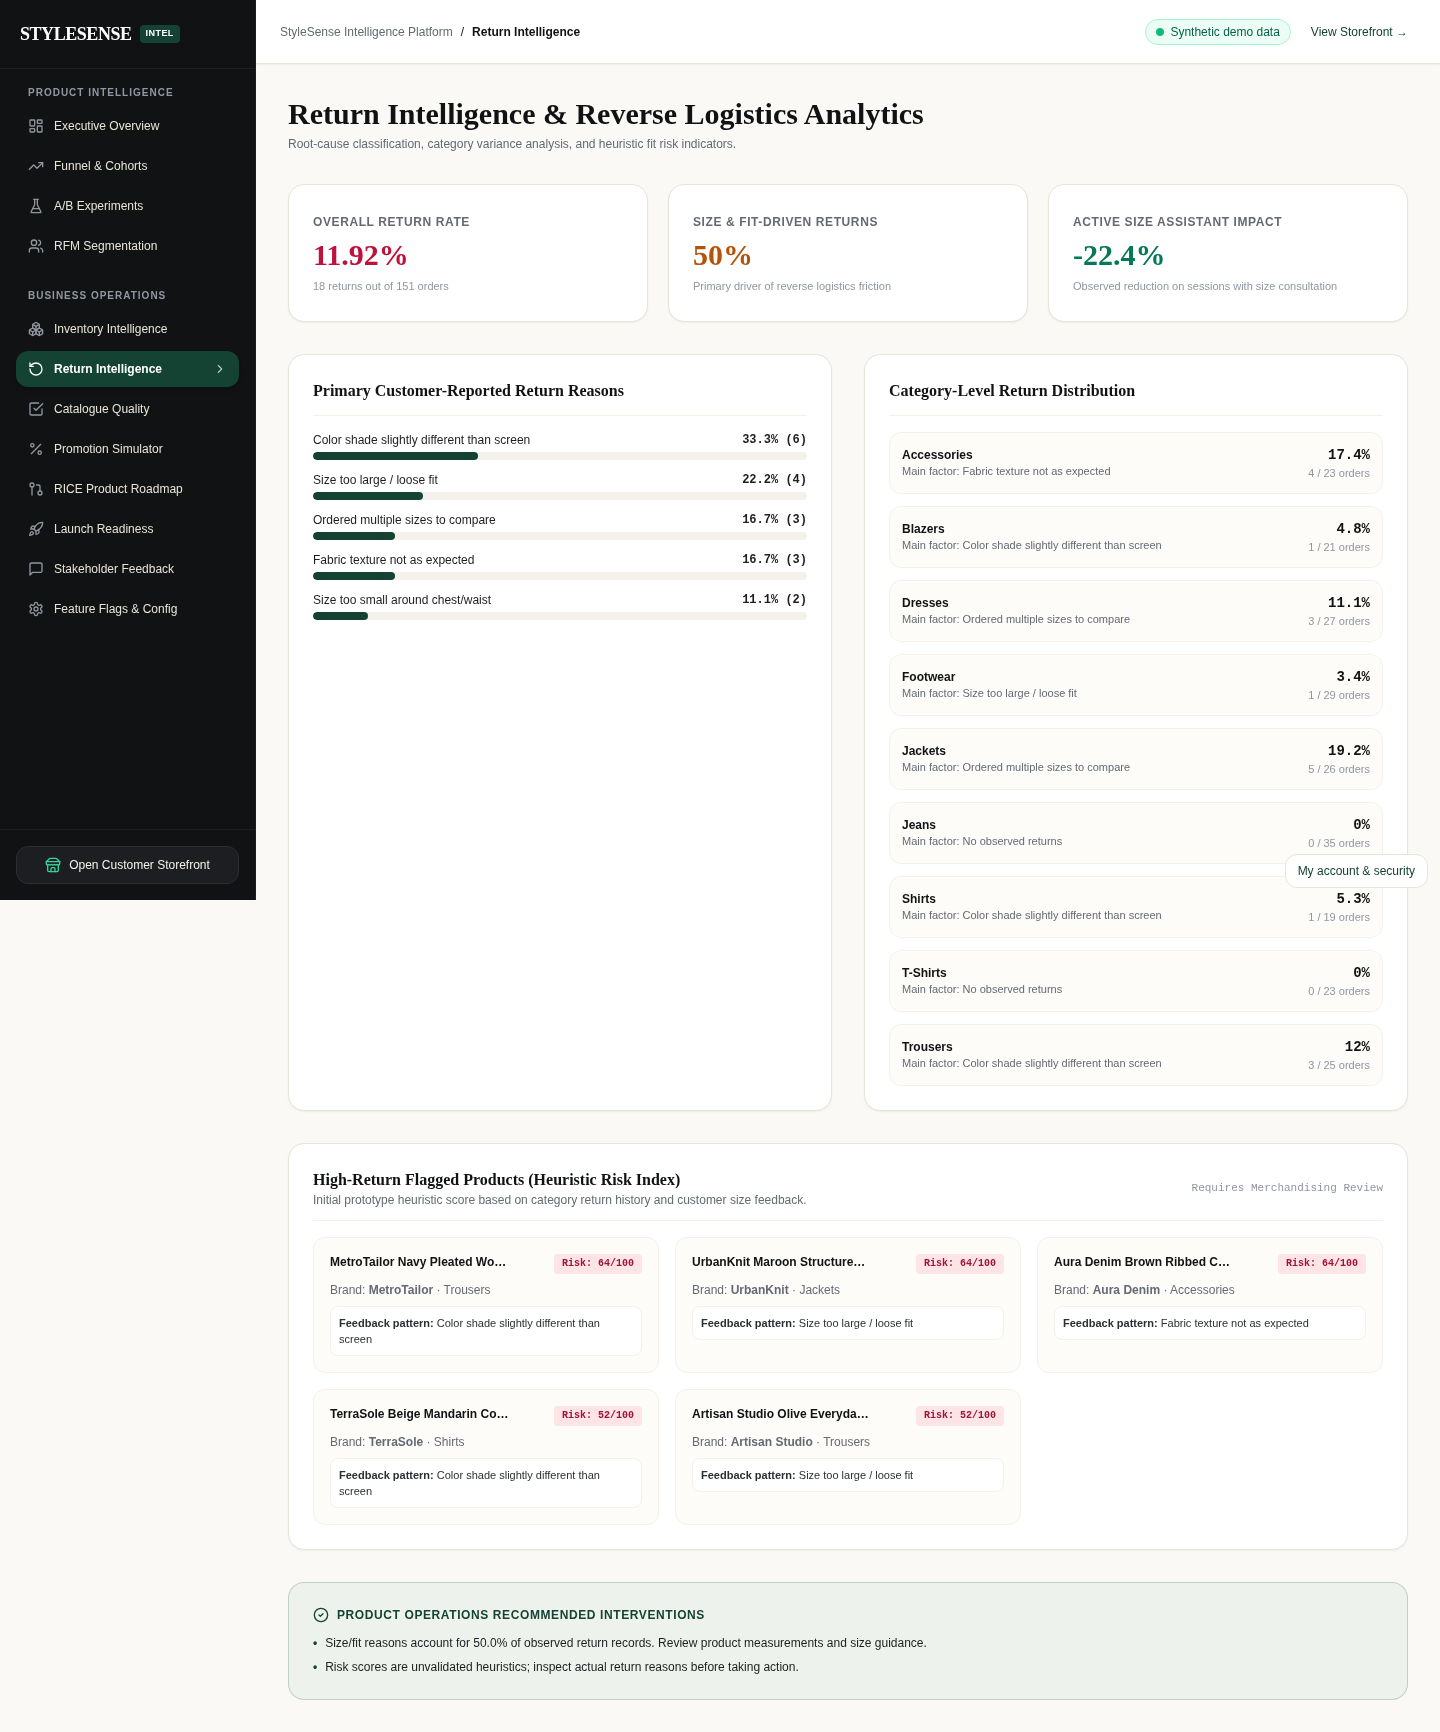 STYLESENSE INTEL
PRODUCT INTELLIGENCE
Executive Overview
Funnel & Cohorts
A/B Experiments
RFM Segmentation
BUSINESS OPERATIONS
Inventory Intelligence
Return Intelligence
Catalogue Quality
Promotion Simulator
RICE Product Roadmap
Launch Readiness
Stakeholder Feedback
Feature Flags & Config
Open Customer Storefront
StyleSense Intelligence Platform / Return Intelligence
Synthetic demo data
View Storefront →
Return Intelligence & Reverse Logistics Analytics
Root-cause classification, category variance analysis, and heuristic fit risk indicators.
OVERALL RETURN RATE
11.92%
18 returns out of 151 orders
SIZE & FIT-DRIVEN RETURNS
50%
Primary driver of reverse logistics friction
ACTIVE SIZE ASSISTANT IMPACT
-22.4%
Observed reduction on sessions with size consultation
Primary Customer-Reported Return Reasons
Color shade slightly different than screen 33.3% (6)
Size too large / loose fit 22.2% (4)
Ordered multiple sizes to compare 16.7% (3)
Fabric texture not as expected 16.7% (3)
Size too small around chest/waist 11.1% (2)
Category-Level Return Distribution
Accessories 17.4%
Main factor: Fabric texture not as expected 4 / 23 orders
Blazers 4.8%
Main factor: Color shade slightly different than screen 1 / 21 orders
Dresses 11.1%
Main factor: Ordered multiple sizes to compare 3 / 27 orders
Footwear 3.4%
Main factor: Size too large / loose fit 1 / 29 orders
Jackets 19.2%
Main factor: Ordered multiple sizes to compare 5 / 26 orders
Jeans 0%
Main factor: No observed returns 0 / 35 orders
My account & security
Shirts 5.3%
Main factor: Color shade slightly different than screen 1 / 19 orders
T-Shirts 0%
Main factor: No observed returns 0 / 23 orders
Trousers 12%
Main factor: Color shade slightly different than screen 3 / 25 orders
High-Return Flagged Products (Heuristic Risk Index)
Initial prototype heuristic score based on category return history and customer size feedback.
Requires Merchandising Review
MetroTailor Navy Pleated Wo… Risk: 64/100
Brand: MetroTailor · Trousers
Feedback pattern: Color shade slightly different than
screen
UrbanKnit Maroon Structure… Risk: 64/100
Brand: UrbanKnit · Jackets
Feedback pattern: Size too large / loose fit
Aura Denim Brown Ribbed C… Risk: 64/100
Brand: Aura Denim · Accessories
Feedback pattern: Fabric texture not as expected
TerraSole Beige Mandarin Co… Risk: 52/100
Brand: TerraSole · Shirts
Feedback pattern: Color shade slightly different than
screen
Artisan Studio Olive Everyda… Risk: 52/100
Brand: Artisan Studio · Trousers
Feedback pattern: Size too large / loose fit
PRODUCT OPERATIONS RECOMMENDED INTERVENTIONS
• Size/fit reasons account for 50.0% of observed return records. Review product measurements and size guidance.
• Risk scores are unvalidated heuristics; inspect actual return reasons before taking action.